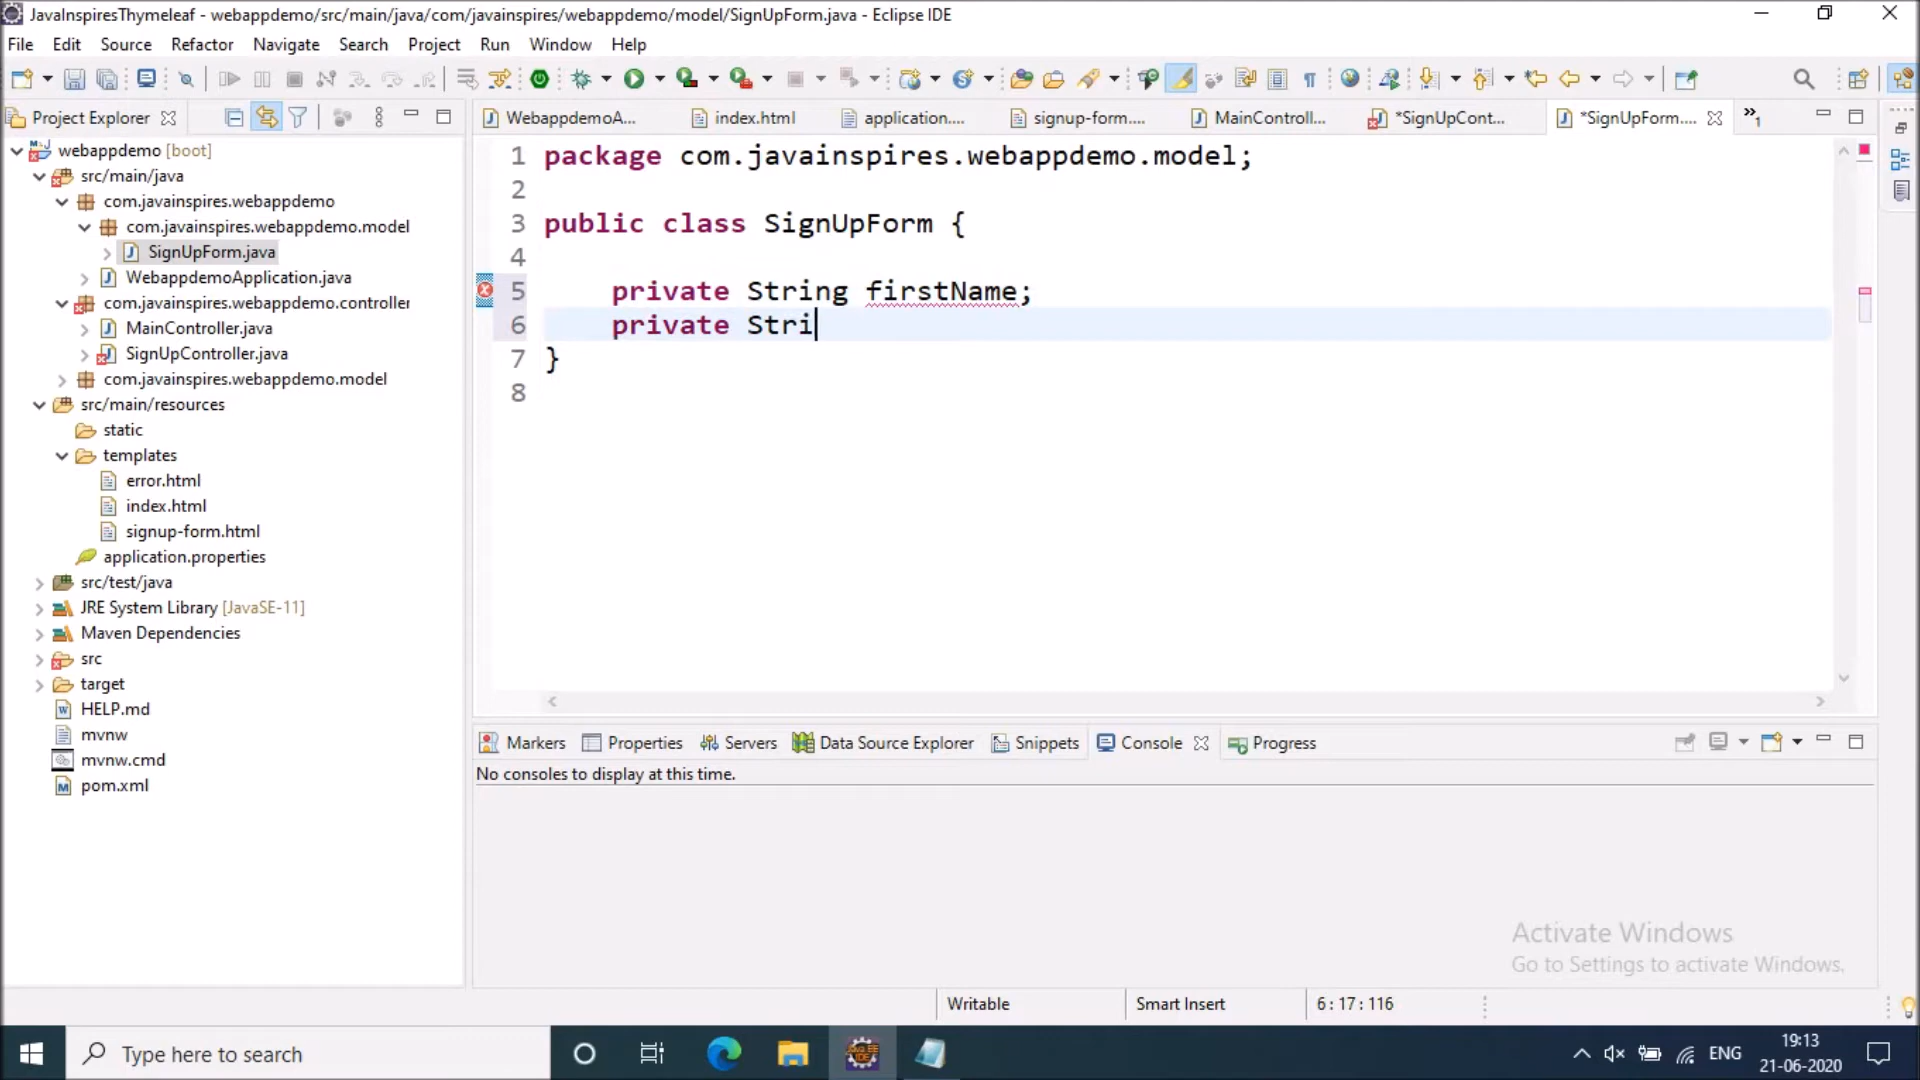 JavaInspiresThymeleaf - webappdemo/src/main/java/com/javainspires/webappdemo/model/SignUpForm.java - Eclipse IDE
File Edit Source Refactor Navigate Search Project Run Window Help
Project Explorer
WebappdemoA... index.html application.... signup-form.... MainControll... *SignUpCont... *SignUpForm.... »1
webappdemo [boot]
src/main/java
com.javainspires.webappdemo
com.javainspires.webappdemo.model
SignUpForm.java
WebappdemoApplication.java
com.javainspires.webappdemo.controller
MainController.java
SignUpController.java
com.javainspires.webappdemo.model
src/main/resources
static
templates
error.html
index.html
signup-form.html
application.properties
src/test/java
JRE System Library [JavaSE-11]
Maven Dependencies
src
target
HELP.md
mvnw
mvnw.cmd
pom.xml
1 package com.javainspires.webappdemo.model;
2
3 public class SignUpForm {
4
5 private String firstName;
6 private Stri
7 }
8
Markers Properties Servers Data Source Explorer Snippets Console Progress
No consoles to display at this time.
Activate Windows
Go to Settings to activate Windows.
Writable Smart Insert 6 : 17 : 116
Type here to search
ENG
19:13
21-06-2020